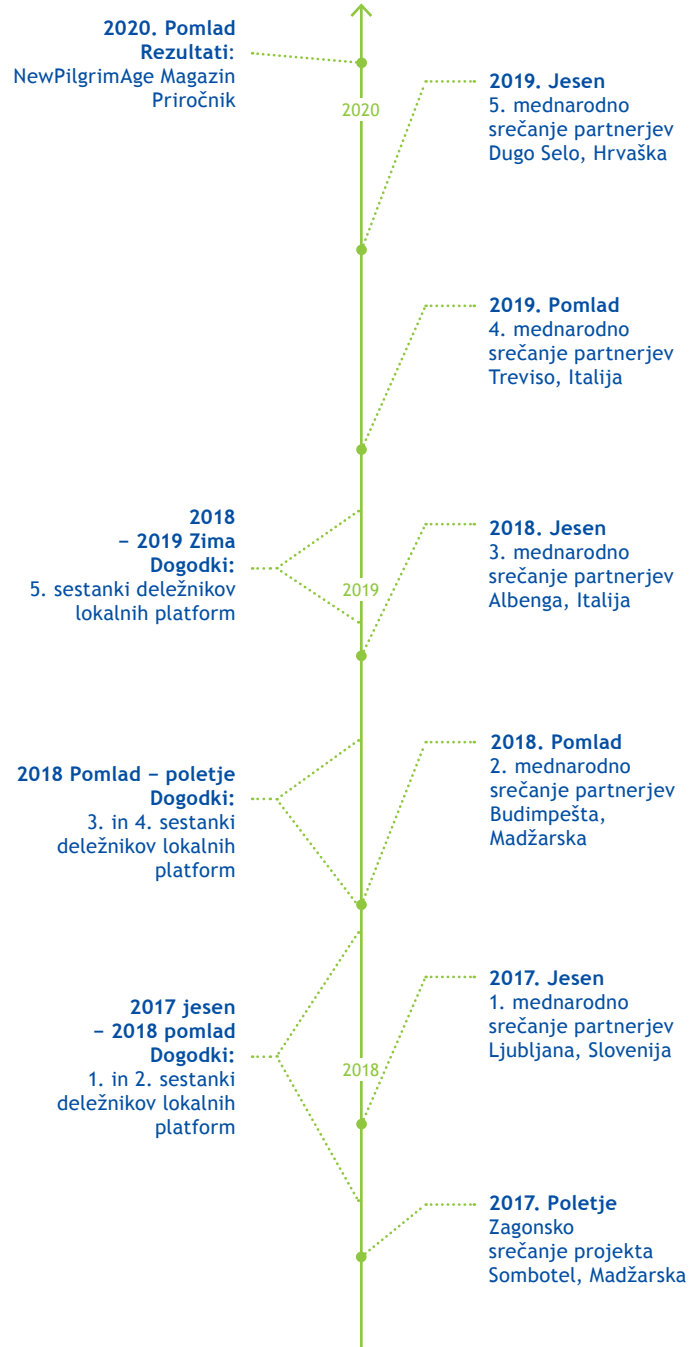 2020. Pomlad
Rezultati:
NewPilgrimAge Magazin
Priročnik
2020
2019. Jesen
5. mednarodno
srečanje partnerjev
Dugo Selo, Hrvaška
2019. Pomlad
4. mednarodno
srečanje partnerjev
Treviso, Italija
2018
– 2019 Zima
Dogodki:
5. sestanki deležnikov
lokalnih platform
2019
2018. Jesen
3. mednarodno
srečanje partnerjev
Albenga, Italija
2018 Pomlad – poletje
Dogodki:
3. in 4. sestanki
deležnikov lokalnih
platform
2018. Pomlad
2. mednarodno
srečanje partnerjev
Budimpešta,
Madžarska
2017 jesen
– 2018 pomlad
Dogodki:
1. in 2. sestanki
deležnikov lokalnih
platform
2018
2017. Jesen
1. mednarodno
srečanje partnerjev
Ljubljana, Slovenija
2017. Poletje
Zagonsko
srečanje projekta
Sombotel, Madžarska